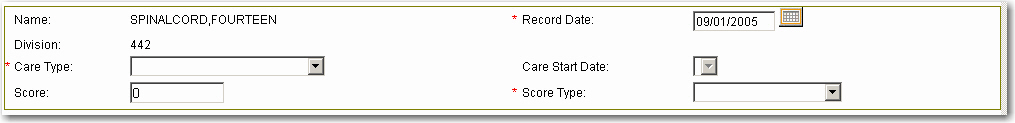 Name: SPINALCORD,FOURTEEN * Record Date: 09/01/2005
Division: 442
* Care Type: Care Start Date:
Score: 0 * Score Type: